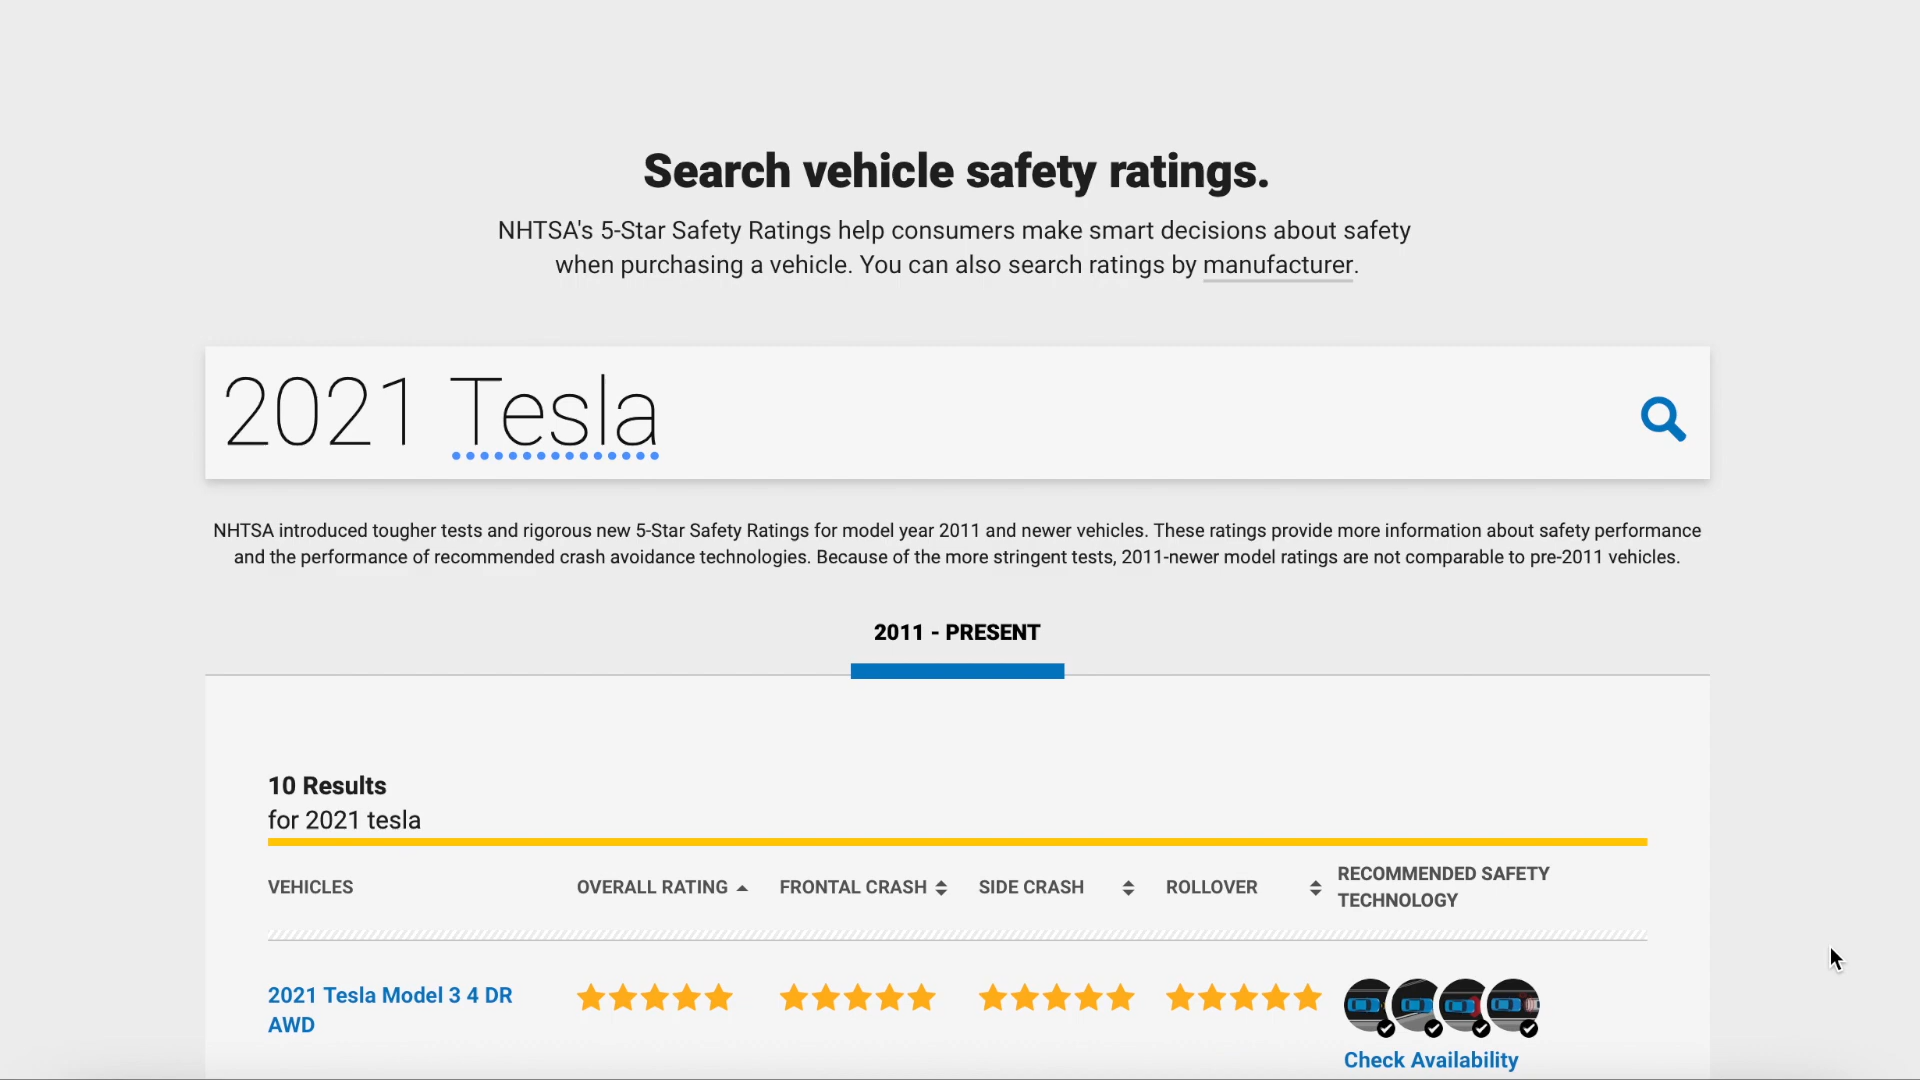 Search vehicle safety ratings.
NHTSA's 5-Star Safety Ratings help consumers make smart decisions about safety
when purchasing a vehicle. You can also search ratings by manufacturer.
2021 Tesla
NHTSA introduced tougher tests and rigorous new 5-Star Safety Ratings for model year 2011 and newer vehicles. These ratings provide more information about safety performance
and the performance of recommended crash avoidance technologies. Because of the more stringent tests, 2011-newer model ratings are not comparable to pre-2011 vehicles.
2011 - PRESENT
10 Results
for 2021 tesla
VEHICLES OVERALL RATING FRONTAL CRASH SIDE CRASH ROLLOVER RECOMMENDED SAFETY
TECHNOLOGY
2021 Tesla Model 3 4 DR
AWD
Check Availability